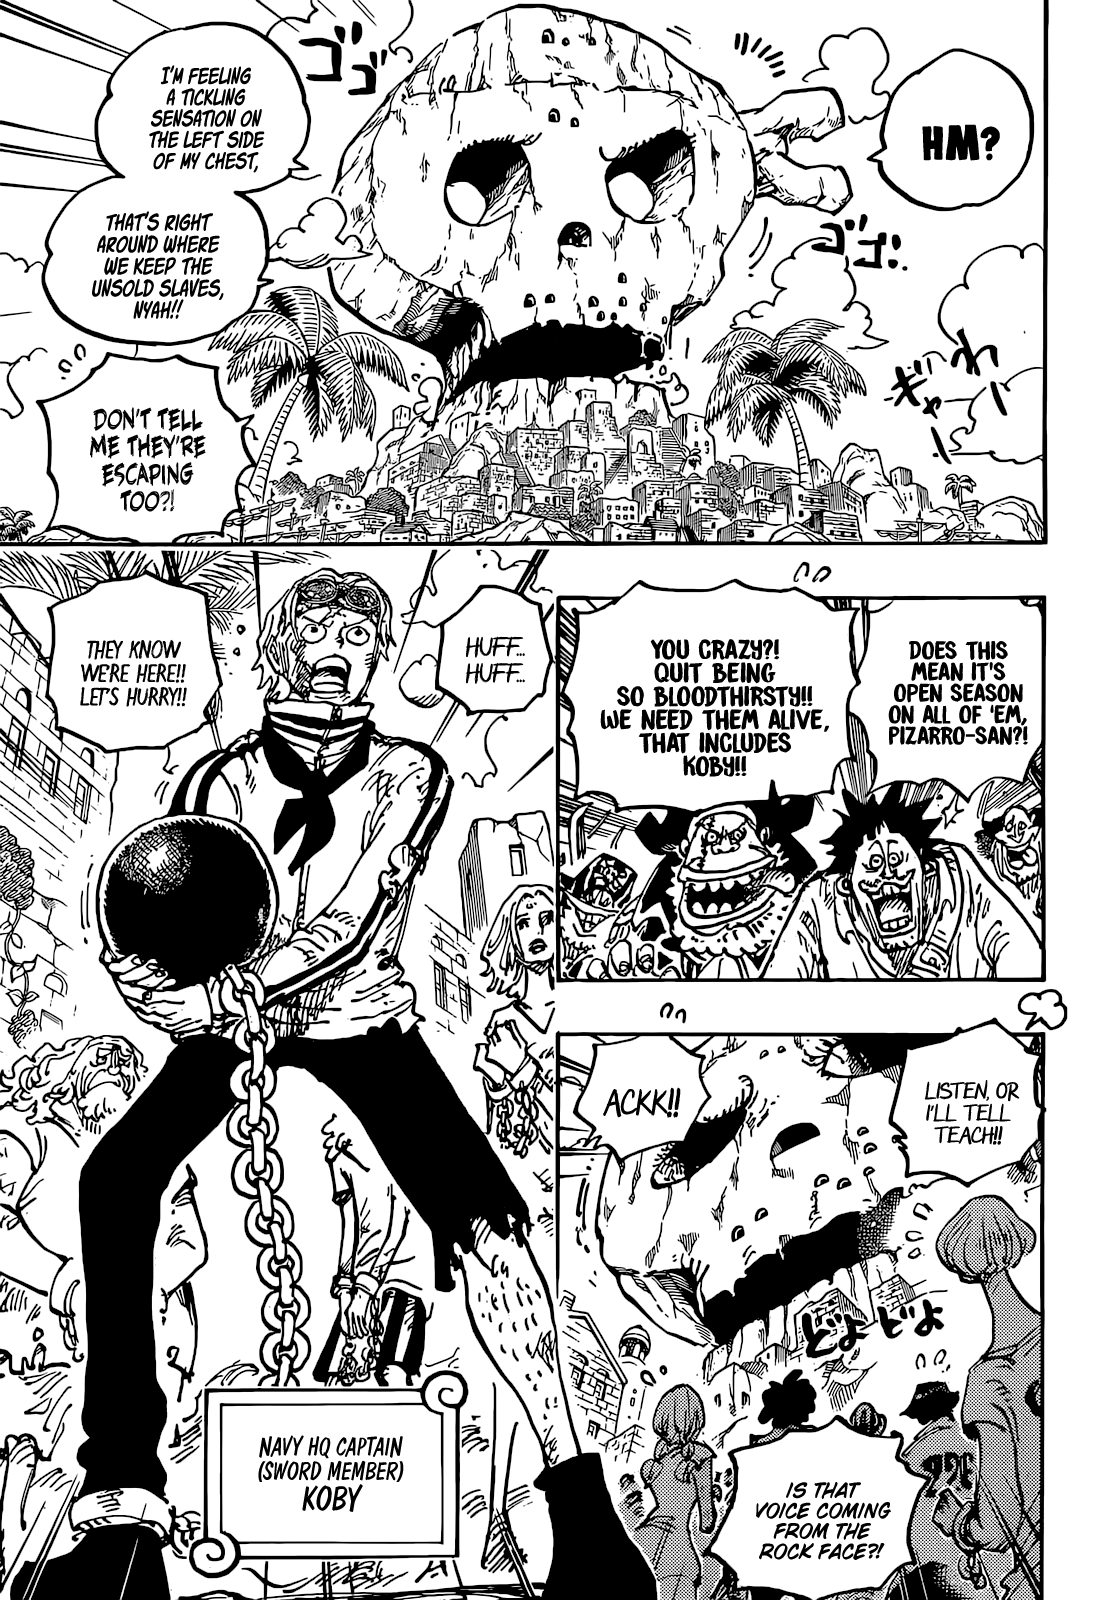 HM?
ゴゴゴ
ゴゴゴ
I'M FEELING
A TICKLING
SENSATION ON
THE LEFT SIDE
OF MY CHEST,
THAT'S RIGHT
AROUND WHERE
WE KEEP THE
UNSOLD SLAVES,
NYAH!!
DON'T TELL
ME THEY'RE
ESCAPING
TOO?!
わー
ギャー
DOES THIS
MEAN IT'S
OPEN SEASON
ON ALL OF 'EM,
PIZARRO-SAN?!
YOU CRAZY?!
QUIT BEING
SO BLOODTHIRSTY!!
WE NEED THEM ALIVE,
THAT INCLUDES
KOBY!!
LISTEN, OR
I'LL TELL
TEACH!!
ACKK!!
どよどよ
IS THAT
VOICE COMING
FROM THE
ROCK FACE?!
HUFF...
HUFF...
THEY KNOW
WE'RE HERE!!
LET'S HURRY!!
NAVY HQ CAPTAIN
(SWORD MEMBER)
KOBY